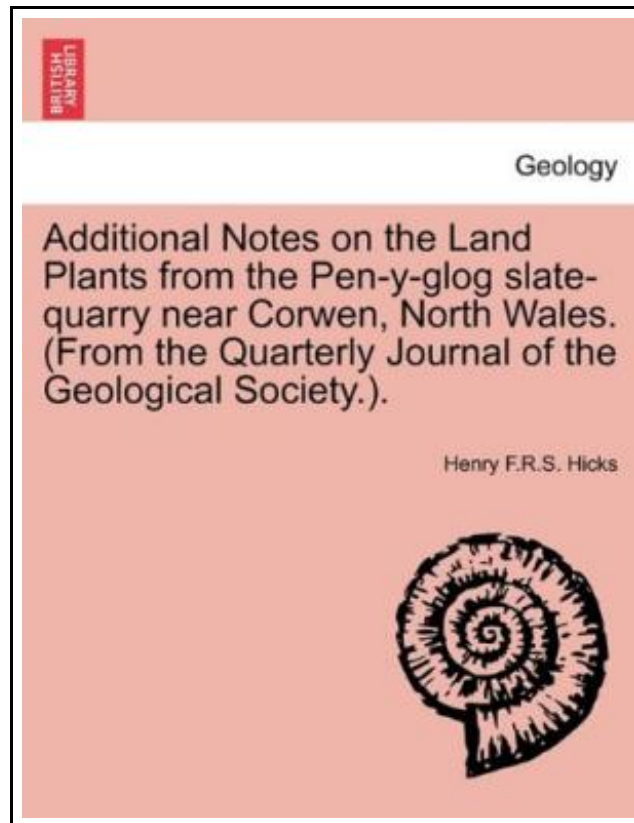 BRITISH
LIBRARY
Geology
Additional Notes on the Land
Plants from the Pen-y-glog slate-
quarry near Corwen, North Wales.
(From the Quarterly Journal of the
Geological Society.).
Henry F.R.S. Hicks